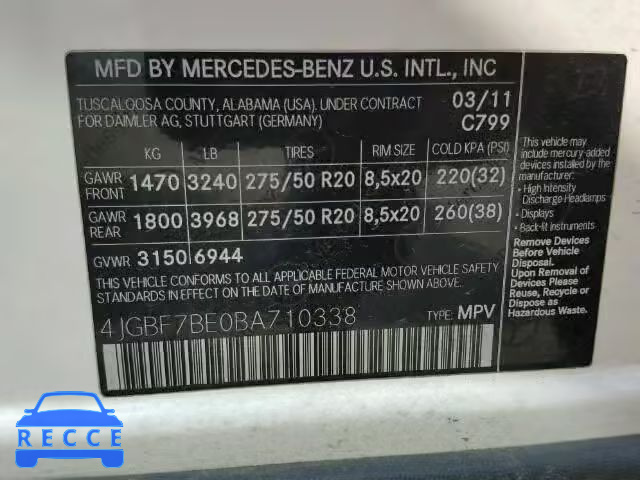 MFD BY MERCEDES-BENZ U.S. INTL., INC
TUSCALOOSA COUNTY, ALABAMA (USA). UNDER CONTRACT 03/11
FOR DAIMLER AG, STUTTGART (GERMANY) C799
KG LB TIRES RIM SIZE COLD KPA (PSI)
GAWR FRONT 1470 3240 275/50 R20 8,5x20 220(32)
GAWR REAR 1800 3968 275/50 R20 8,5x20 260(38)
GVWR 3150 6944
THIS VEHICLE CONFORMS TO ALL APPLICABLE FEDERAL MOTOR VEHICLE SAFETY
STANDARDS IN EFFECT ON THE DATE OF MANUFACTURE SHOWN ABOVE.
4JGBF7BE0BA710338 TYPE: MPV
This vehicle may
include mercury-added
devices installed by the
manufacturer:
• High Intensity
Discharge Headlamps
• Displays
• Back-lit Instruments
Remove Devices
Before Vehicle
Disposal.
Reuse, Recycle or
Dispose as
Hazardous Waste.
RECCE